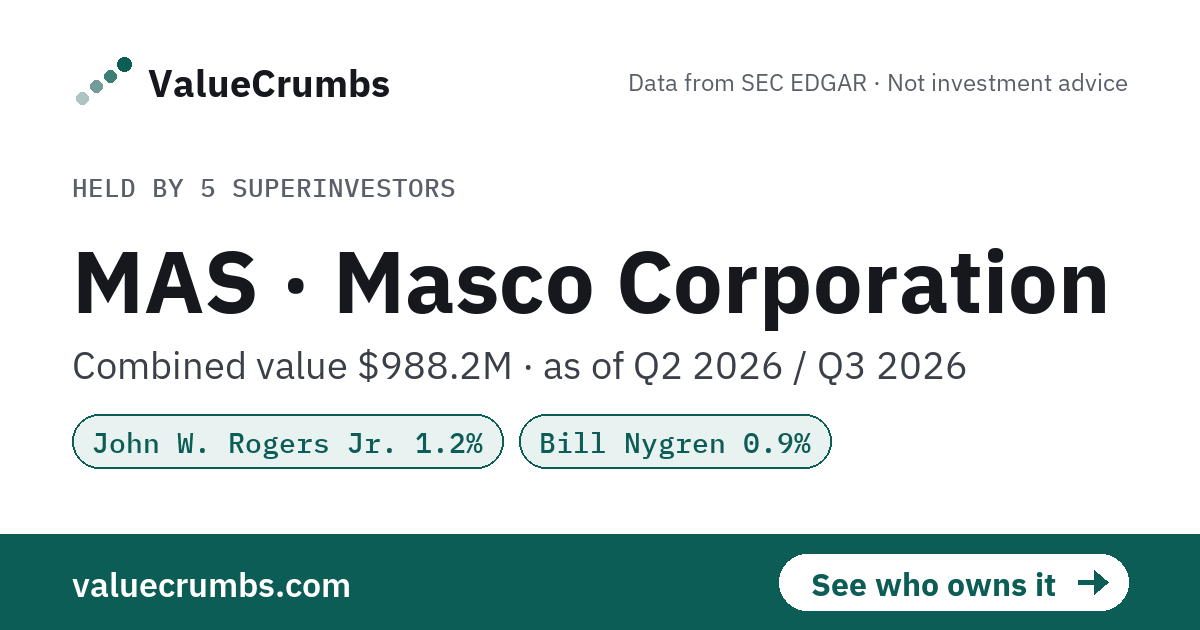 ValueCrumbs
Data from SEC EDGAR · Not investment advice
HELD BY 5 SUPERINVESTORS
MAS · Masco Corporation
Combined value $988.2M · as of Q2 2026 / Q3 2026
John W. Rogers Jr. 1.2%
Bill Nygren 0.9%
valuecrumbs.com
See who owns it →